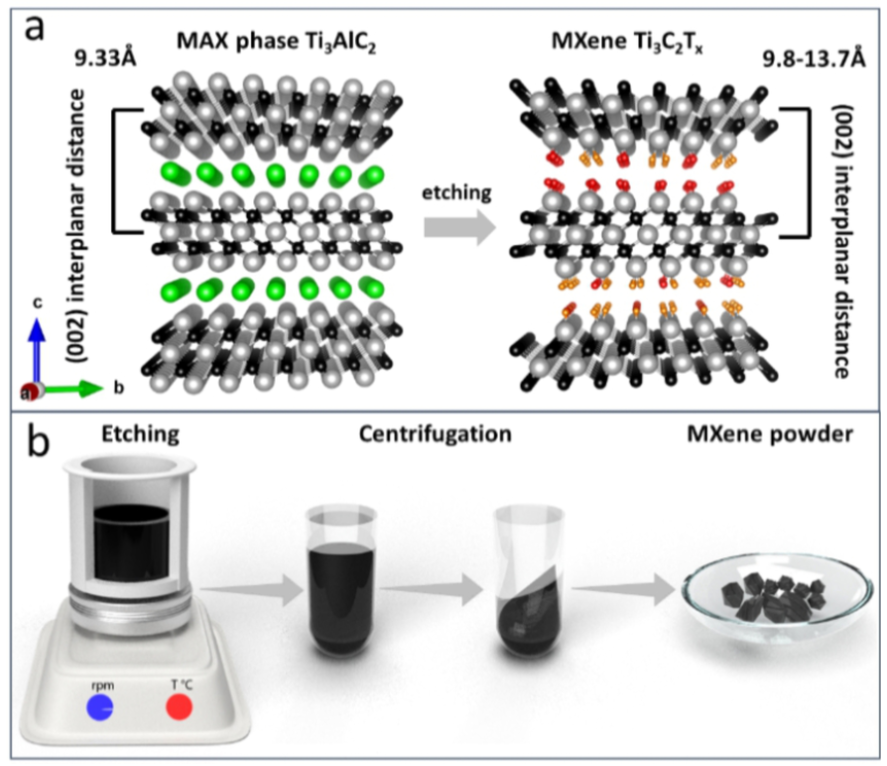 a
MAX phase Ti₃AlC₂
MXene Ti₃C₂Tₓ
9.33Å
9.8-13.7Å
(002) interplanar distance
etching
(002) interplanar distance
c
a
b
b
Etching
Centrifugation
MXene powder
rpm
T °C